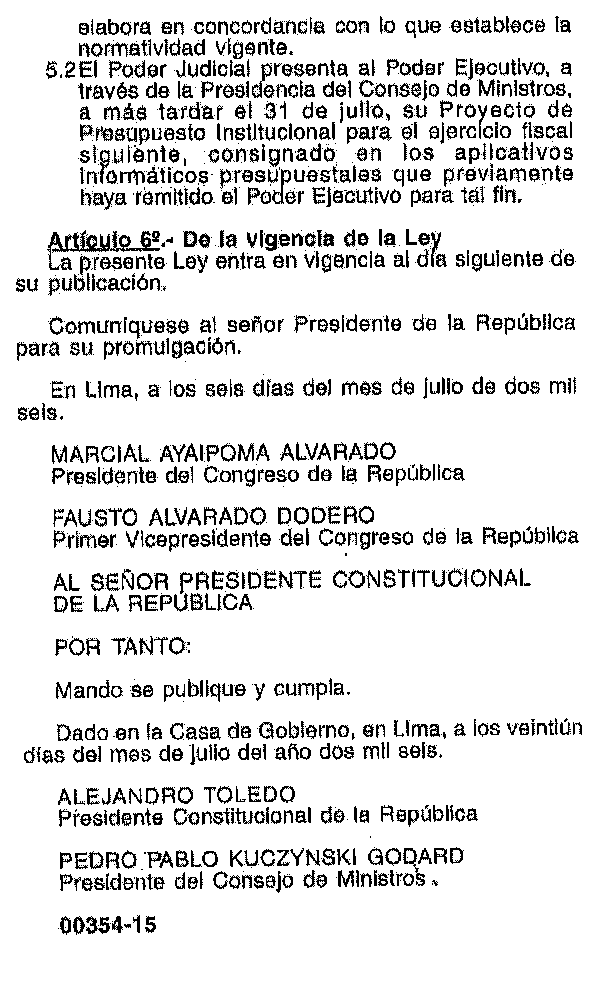 elabora en concordancia con lo que establece la
normatividad vigente.
5.2 El Poder Judicial presenta al Poder Ejecutivo, a
través de la Presidencia del Consejo de Ministros,
a más tardar el 31 de julio, su Proyecto de
Presupuesto Institucional para el ejercicio fiscal
siguiente, consignado en los aplicativos
informáticos presupuestales que previamente
haya remitido el Poder Ejecutivo para tal fin.
Artículo 6º.- De la vigencia de la Ley
La presente Ley entra en vigencia al día siguiente de
su publicación.
Comuníquese al señor Presidente de la República
para su promulgación.
En Lima, a los seis días del mes de julio de dos mil
seis.
MARCIAL AYAIPOMA ALVARADO
Presidente del Congreso de la República
FAUSTO ALVARADO DODERO
Primer Vicepresidente del Congreso de la República
AL SEÑOR PRESIDENTE CONSTITUCIONAL
DE LA REPÚBLICA
POR TANTO:
Mando se publique y cumpla.
Dado en la Casa de Gobierno, en Lima, a los veintiún
días del mes de julio del año dos mil seis.
ALEJANDRO TOLEDO
Presidente Constitucional de la República
PEDRO PABLO KUCZYNSKI GODARD
Presidente del Consejo de Ministros
00354-15